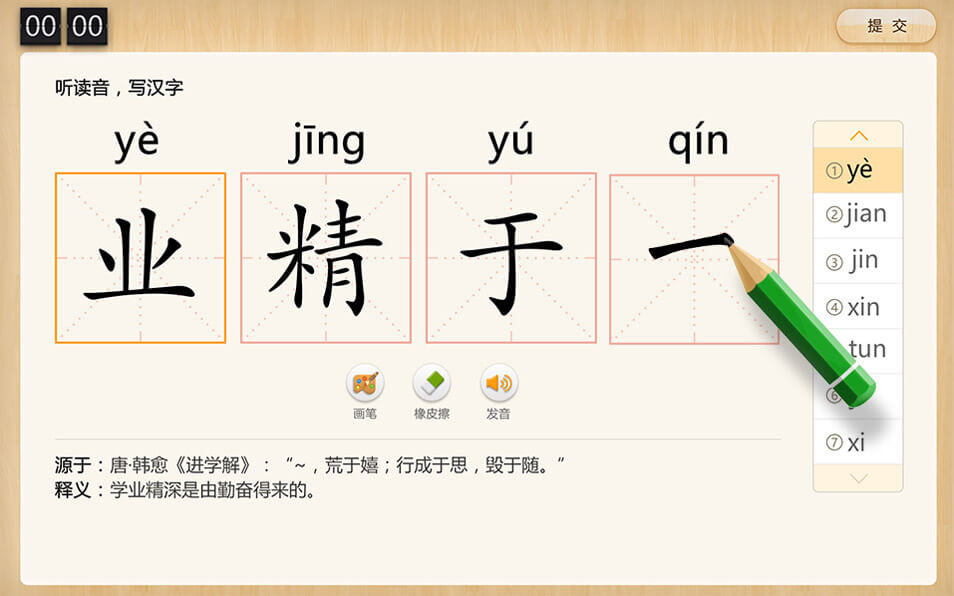 00 00
提 交
听读音，写汉字
yè jīng yú qín
业 精 于 一
画笔 橡皮擦 发音
源于：唐·韩愈《进学解》：“~，荒于嬉；行成于思，毁于随。”
释义：学业精深是由勤奋得来的。
①yè
②jian
③jin
④xin
tun
⑥
⑦xi